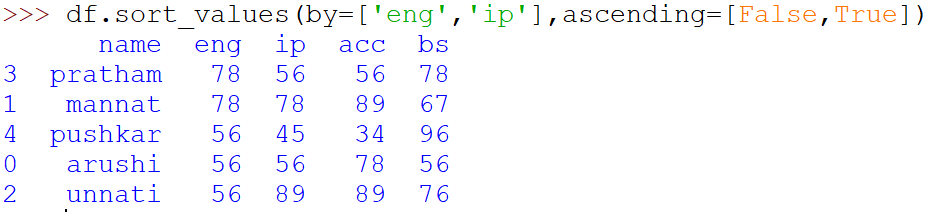 >>> df.sort_values(by=['eng','ip'],ascending=[False,True])
name eng ip acc bs
3 pratham 78 56 56 78
1 mannat 78 78 89 67
4 pushkar 56 45 34 96
0 arushi 56 56 78 56
2 unnati 56 89 89 76